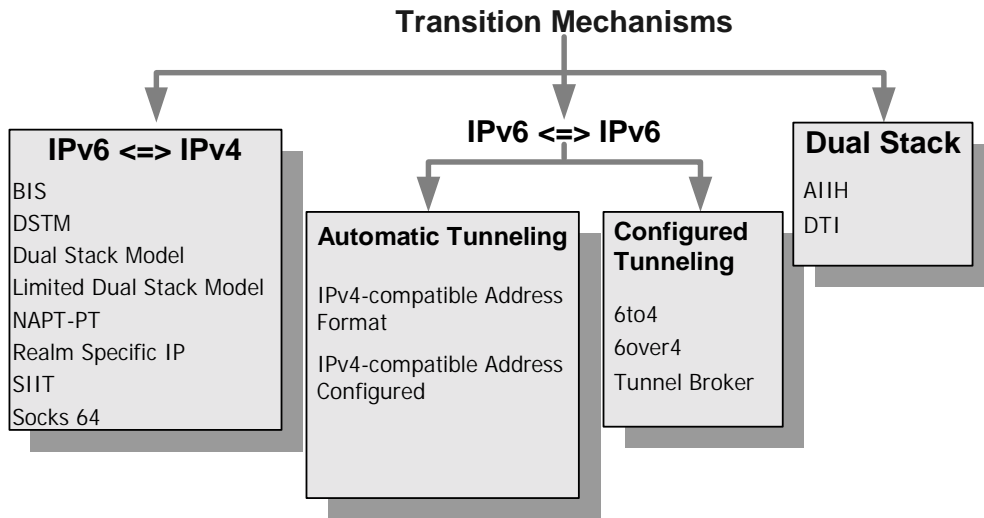 Transition Mechanisms
IPv6 <=> IPv4
BIS
DSTM
Dual Stack Model
Limited Dual Stack Model
NAPT-PT
Realm Specific IP
SIIT
Socks 64
IPv6 <=> IPv6
Automatic Tunneling
IPv4-compatible Address
Format
IPv4-compatible Address
Configured
Configured
Tunneling
6to4
6over4
Tunnel Broker
Dual Stack
AIIH
DTI